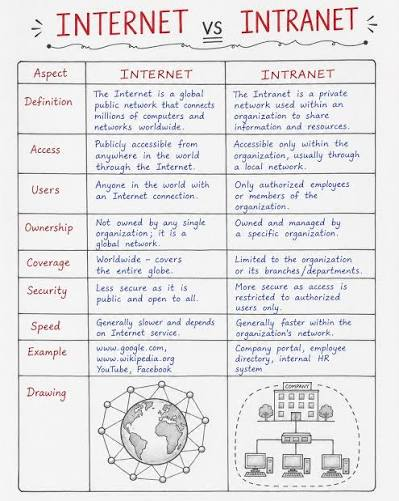 INTERNET VS INTRANET
Aspect
INTERNET
INTRANET
Definition
The Internet is a global
public network that connects
millions of computers and
networks worldwide.
The Intranet is a private
network used within an
organization to share
information and resources.
Access
Publicly accessible from
anywhere in the world
through the Internet.
Accessible only within the
organization, usually through
a local network.
Users
Anyone in the world with
an Internet connection.
Only authorized employees
or members of the
organization.
Ownership
Not owned by any single
organization; it is a
global network.
Owned and managed by
a specific organization.
Coverage
Worldwide – covers
the entire globe.
Limited to the organization
or its branches/departments.
Security
Less secure as it is
public and open to all.
More secure as access is
restricted to authorized
users only.
Speed
Generally slower and depends
on Internet service.
Generally faster within the
organization's network.
Example
www.google.com,
www.wikipedia.org
YouTube, Facebook
Company portal, employee
directory, internal HR
system
Drawing
COMPANY